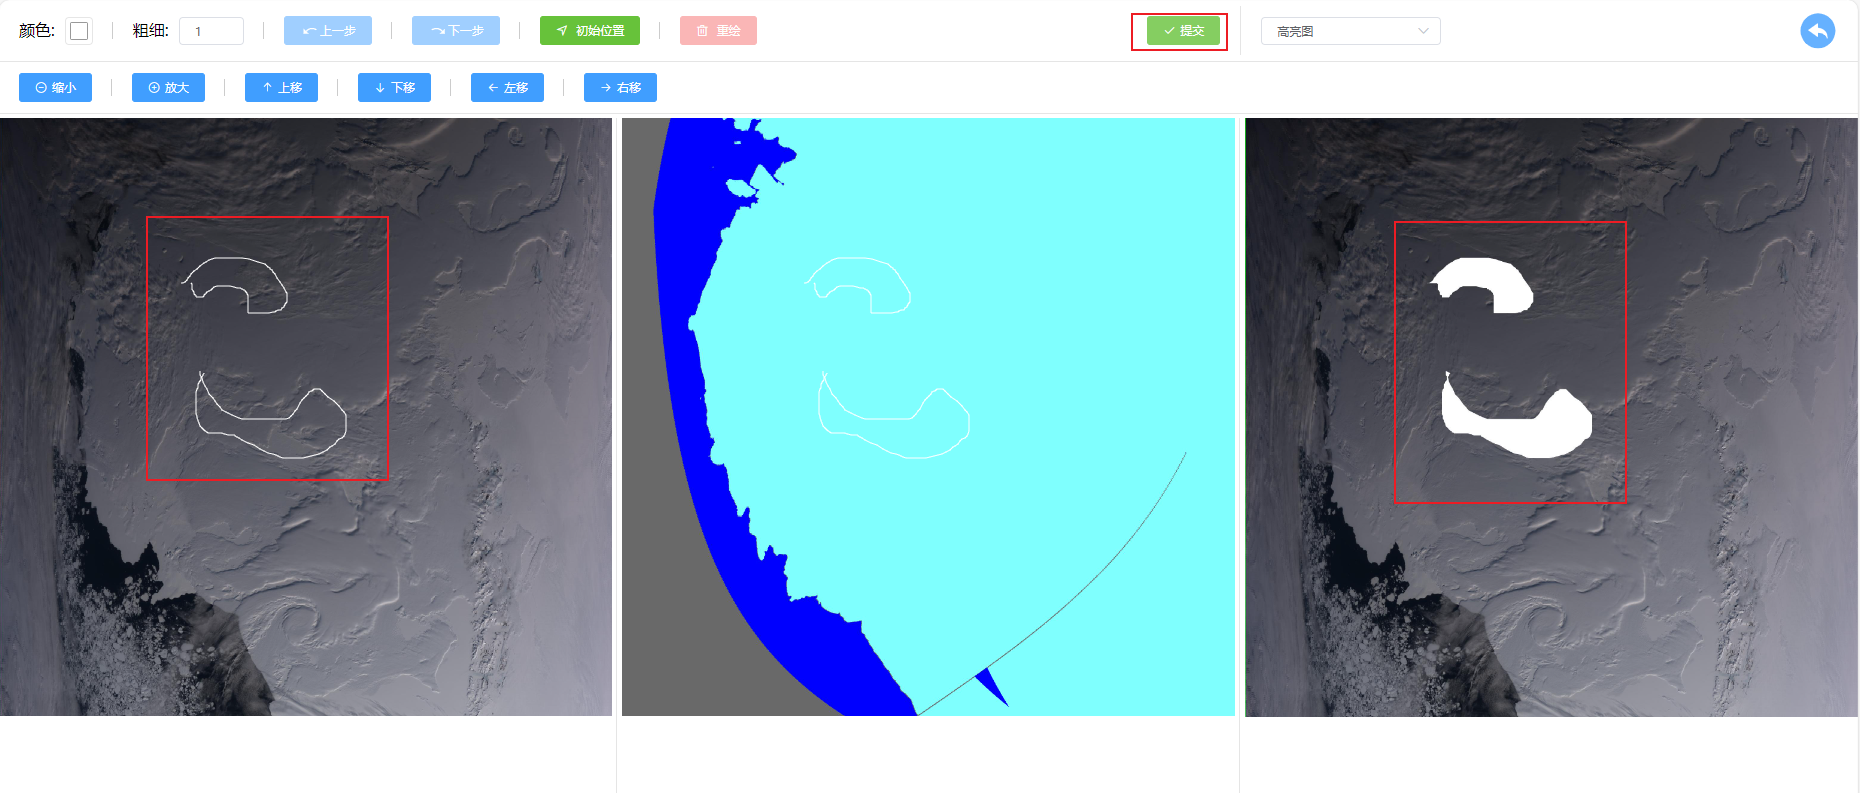 颜色: 粗细: 1 上一步 下一步 初始位置 重绘 提交 高亮图
缩小 放大 上移 下移 左移 右移